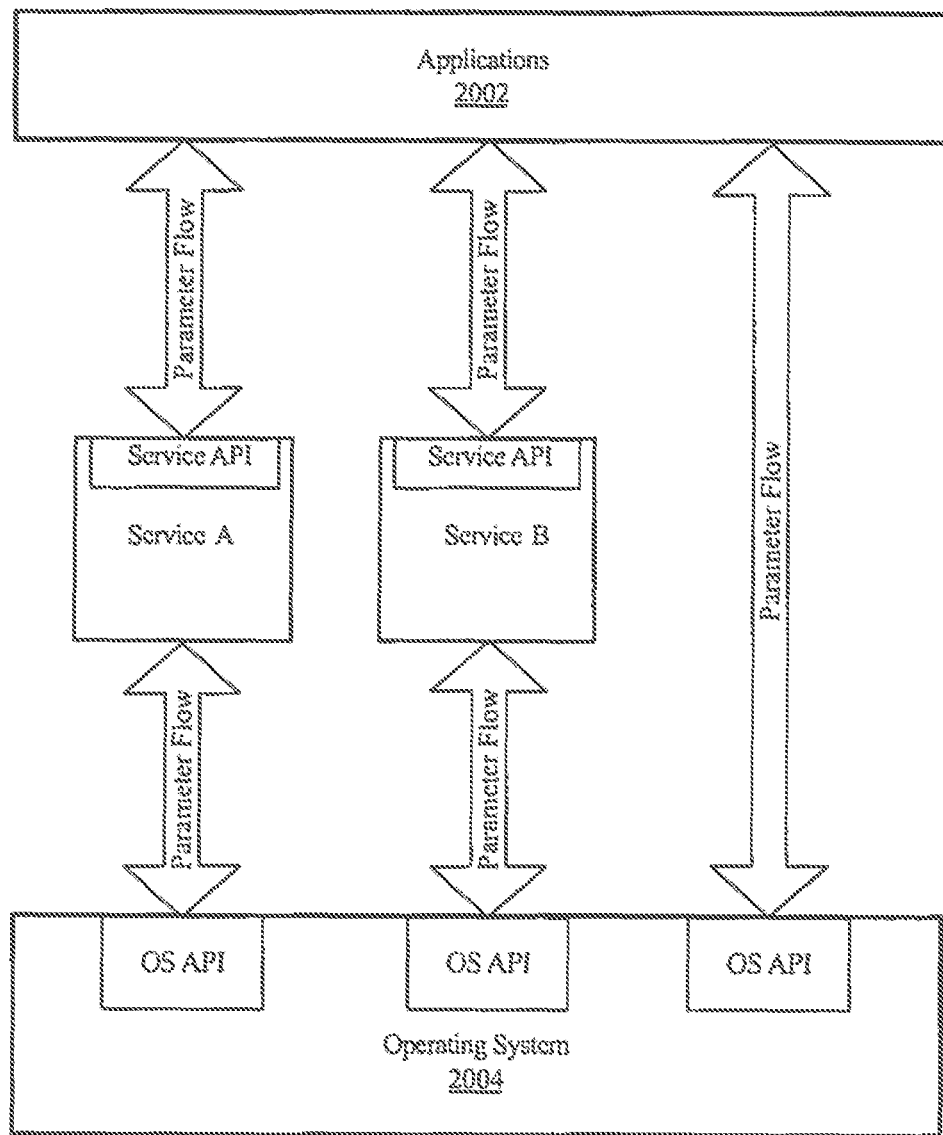 Applications
2002
Parameter Flow
Parameter Flow
Parameter Flow
Service API
Service A
Service API
Service B
Parameter Flow
Parameter Flow
OS API
OS API
OS API
Operating System
2004